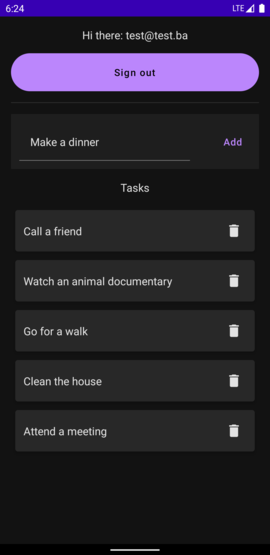 6:24 LTE
Hi there: test@test.ba
Sign out
Make a dinner Add
Tasks
Call a friend
Watch an animal documentary
Go for a walk
Clean the house
Attend a meeting